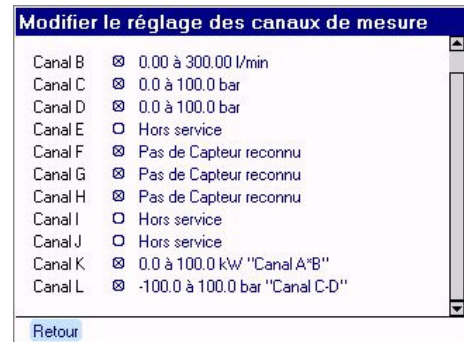 Modifier le réglage des canaux de mesure
Canal B ⊠ 0.00 à 300.00 l/min
Canal C ⊠ 0.0 à 100.0 bar
Canal D ⊠ 0.0 à 100.0 bar
Canal E O Hors service
Canal F ⊠ Pas de Capteur reconnu
Canal G ⊠ Pas de Capteur reconnu
Canal H ⊠ Pas de Capteur reconnu
Canal I O Hors service
Canal J O Hors service
Canal K ⊠ 0.0 à 100.0 kW "Canal A*B"
Canal L ⊠ -100.0 à 100.0 bar "Canal C-D"
Retour